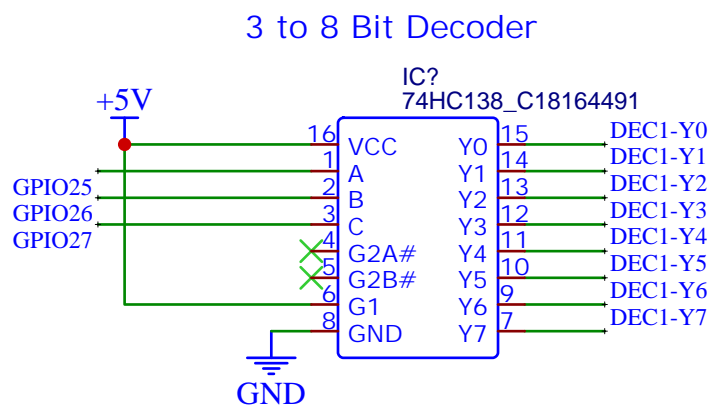 3 to 8 Bit Decoder
IC?
74HC138_C18164491
+5V
16 VCC Y0 15 DEC1-Y0
1 A Y1 14 DEC1-Y1
GPIO25 2 B Y2 13 DEC1-Y2
GPIO26 3 C Y3 12 DEC1-Y3
GPIO27 4 G2A# Y4 11 DEC1-Y4
5 G2B# Y5 10 DEC1-Y5
6 G1 Y6 9 DEC1-Y6
8 GND Y7 7 DEC1-Y7
GND